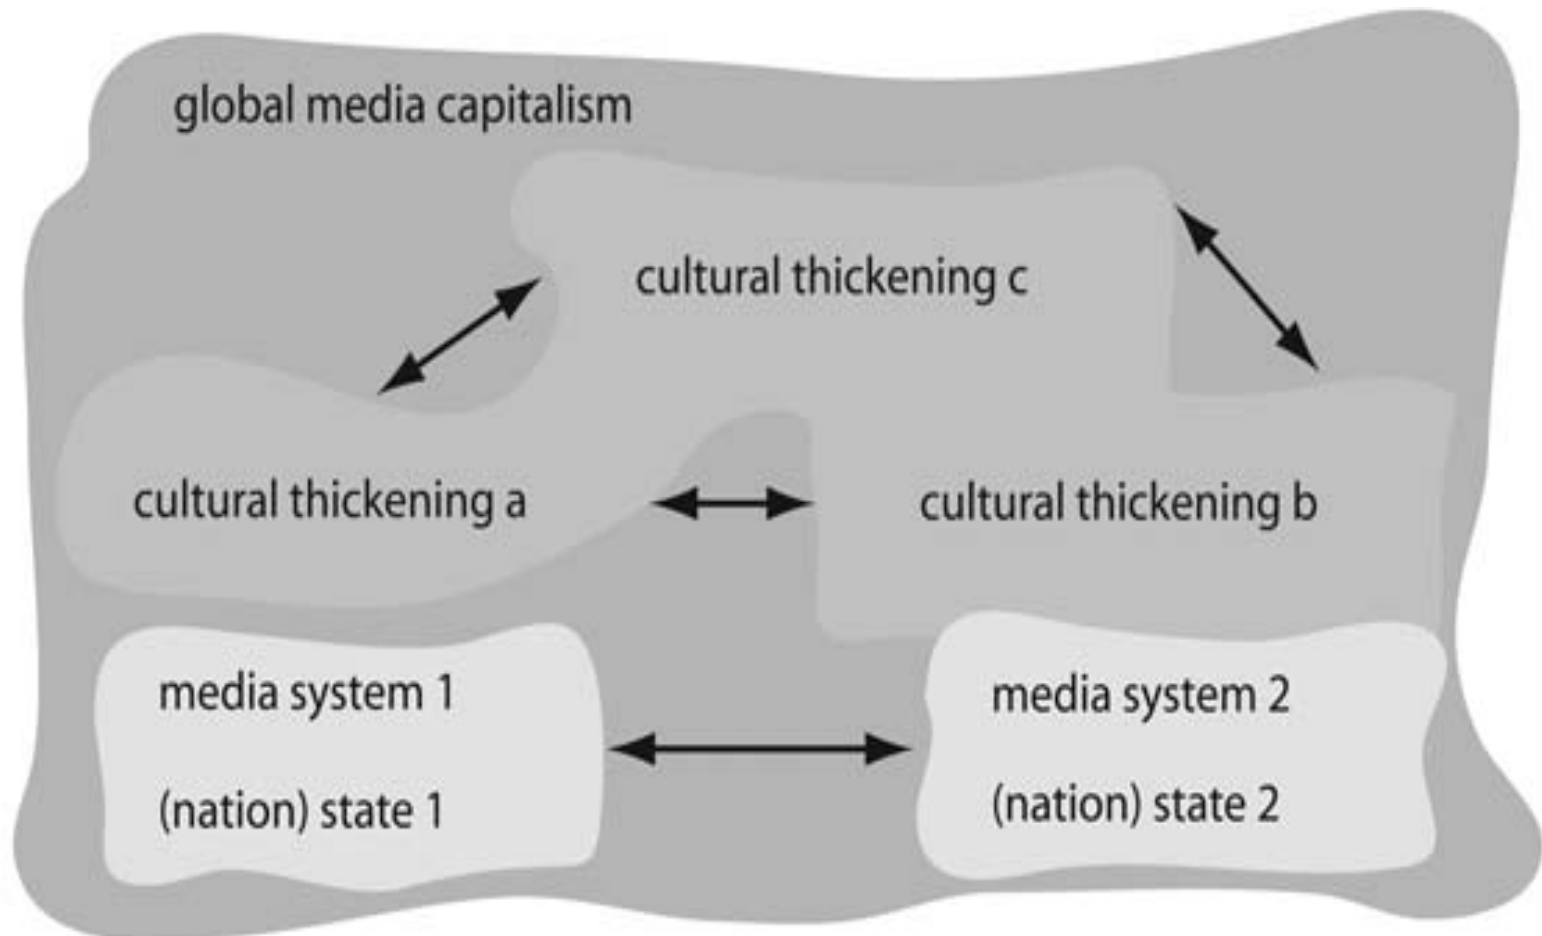 global media capitalism
cultural thickening c
cultural thickening a
cultural thickening b
media system 1
(nation) state 1
media system 2
(nation) state 2